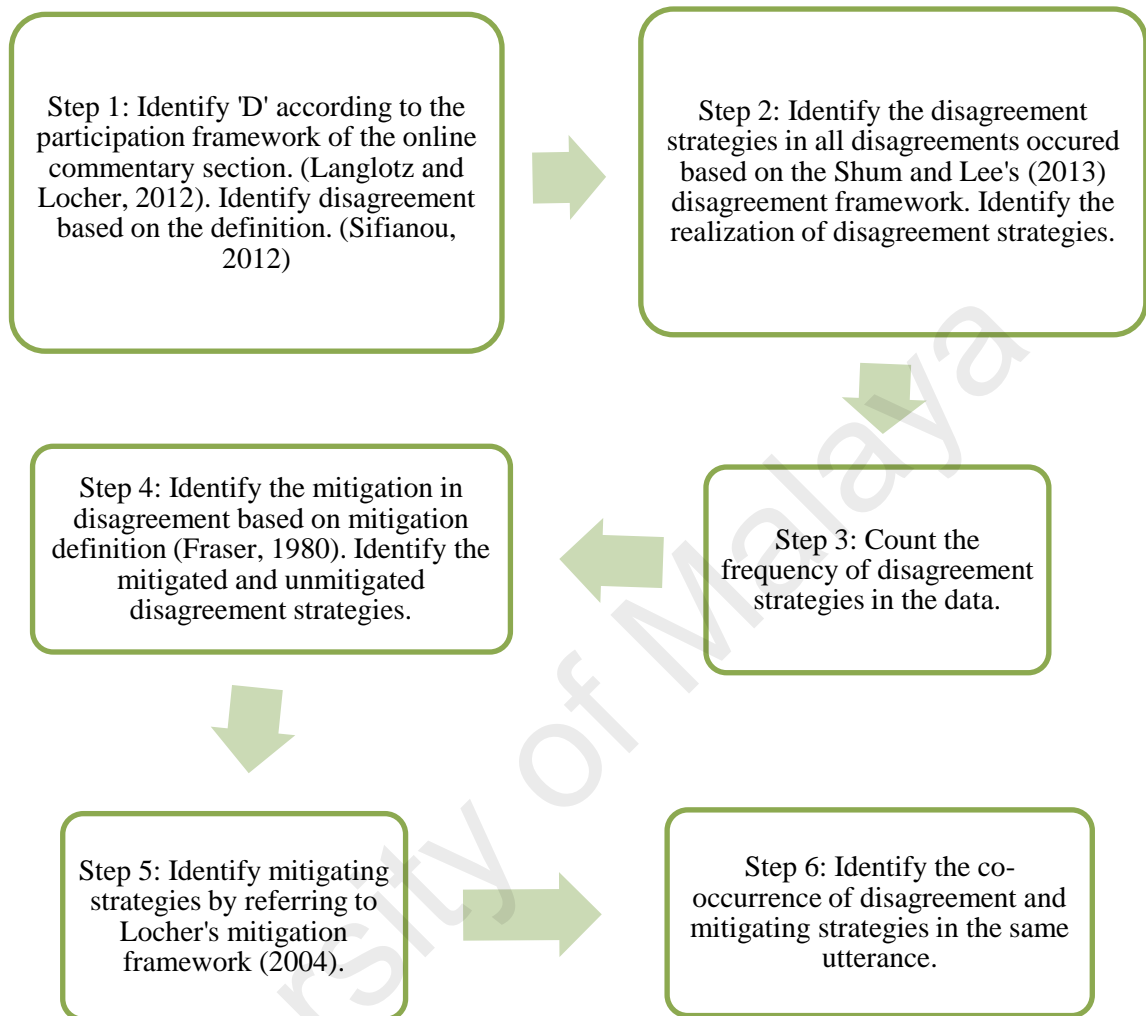 Step 1: Identify 'D' according to the
participation framework of the online
commentary section. (Langlotz and
Locher, 2012). Identify disagreement
based on the definition. (Sifianou,
2012)
Step 2: Identify the disagreement
strategies in all disagreements occured
based on the Shum and Lee's (2013)
disagreement framework. Identify the
realization of disagreement strategies.
Step 3: Count the
frequency of disagreement
strategies in the data.
Step 4: Identify the mitigation in
disagreement based on mitigation
definition (Fraser, 1980). Identify the
mitigated and unmitigated
disagreement strategies.
Step 5: Identify mitigating
strategies by referring to
Locher's mitigation
framework (2004).
Step 6: Identify the co-
occurrence of disagreement and
mitigating strategies in the same
utterance.
rsity of Malaya